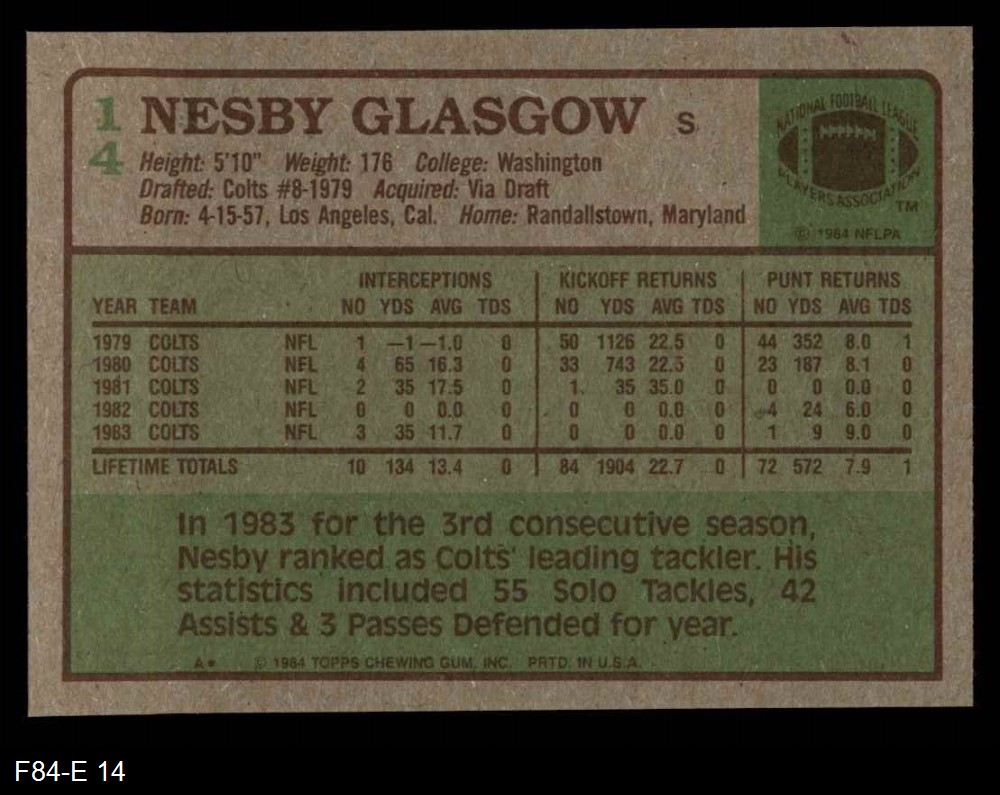 14 NESBY GLASGOW S
Height: 5'10" Weight: 176 College: Washington
Drafted: Colts #8-1979 Acquired: Via Draft
Born: 4-15-57, Los Angeles, Cal. Home: Randallstown, Maryland
NATIONAL FOOTBALL LEAGUE
PLAYERS ASSOCIATION
TM
© 1984 NFLPA
INTERCEPTIONS KICKOFF RETURNS PUNT RETURNS
YEAR TEAM NO YDS AVG TDS NO YDS AVG TDS NO YDS AVG TDS
1979 COLTS NFL 1 —1 —1.0 0 50 1126 22.5 0 44 352 8.0 1
1980 COLTS NFL 4 65 16.3 0 33 743 22.5 0 23 187 8.1 0
1981 COLTS NFL 2 35 17.5 0 1 35 35.0 0 0 0 0.0 0
1982 COLTS NFL 0 0 0.0 0 0 0 0.0 0 4 24 6.0 0
1983 COLTS NFL 3 35 11.7 0 0 0 0.0 0 1 9 9.0 0
LIFETIME TOTALS 10 134 13.4 0 84 1904 22.7 0 72 572 7.9 1
In 1983 for the 3rd consecutive season,
Nesby ranked as Colts' leading tackler. His
statistics included 55 Solo Tackles, 42
Assists & 3 Passes Defended for year.
A* © 1984 TOPPS CHEWING GUM, INC. PRTD. IN U.S.A.
F84-E 14